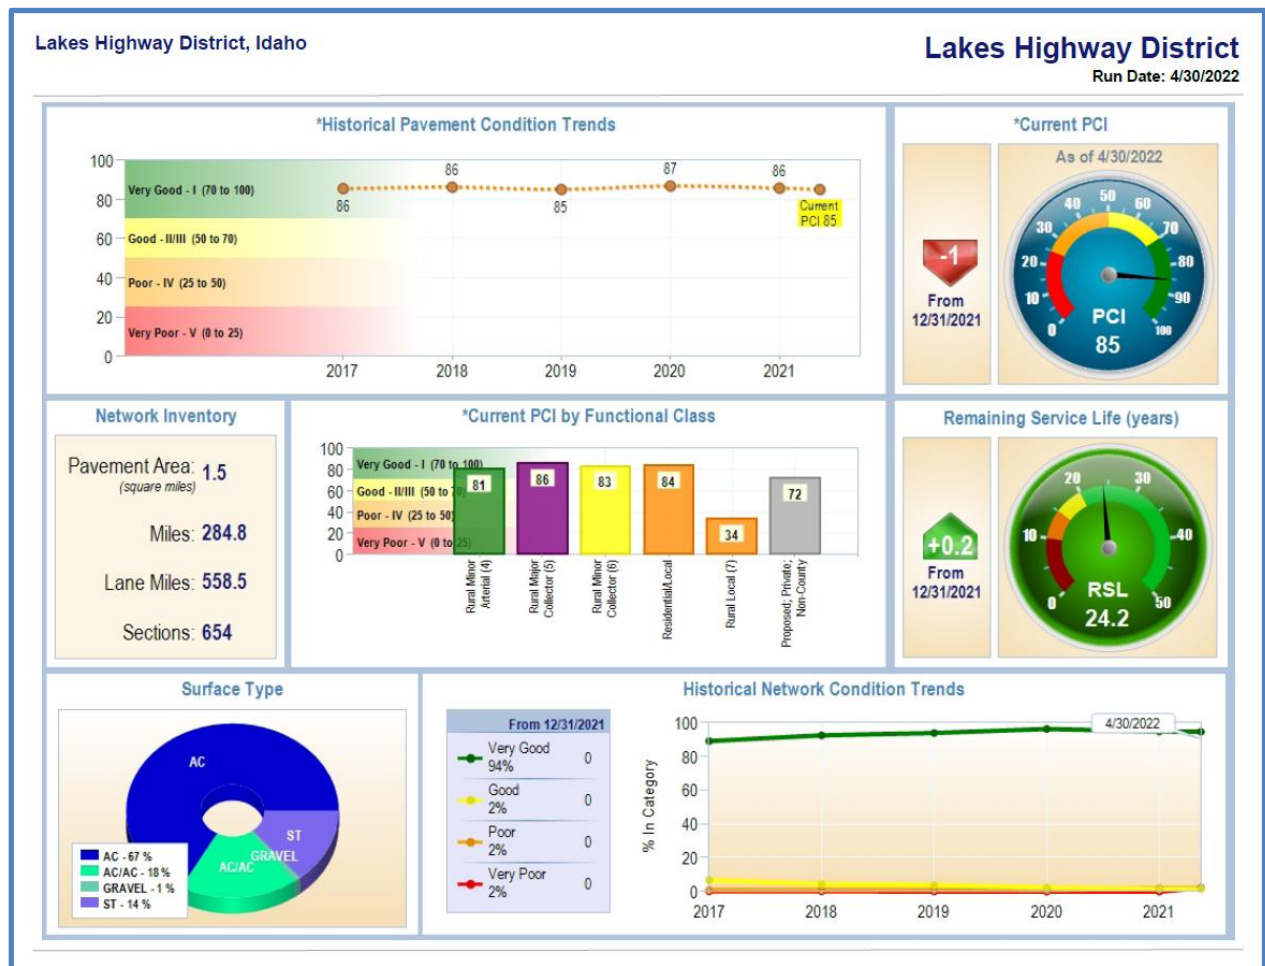 Lakes Highway District, Idaho
Lakes Highway District
Run Date: 4/30/2022
*Historical Pavement Condition Trends
100
80
60
40
20
0
Very Good - I (70 to 100)
Good - II/III (50 to 70)
Poor - IV (25 to 50)
Very Poor - V (0 to 25)
86
86
85
87
86
Current
PCI 85
2017
2018
2019
2020
2021
*Current PCI
-1
From
12/31/2021
As of 4/30/2022
0
10
20
30
40
50
60
70
80
90
100
PCI
85
Network Inventory
Pavement Area: 1.5
(square miles)
Miles: 284.8
Lane Miles: 558.5
Sections: 654
*Current PCI by Functional Class
100
80
60
40
20
0
Very Good - I (70 to 100)
Good - II/III (50 to 70)
Poor - IV (25 to 50)
Very Poor - V (0 to 25)
81
86
83
84
34
72
Rural Minor
Arterial (4)
Rural Major
Collector (5)
Rural Minor
Collector (6)
Residential/Local
Rural Local (7)
Proposed; Private;
Non-County
Remaining Service Life (years)
+0.2
From
12/31/2021
0
10
20
30
40
50
RSL
24.2
Surface Type
AC
ST
GRAVEL
AC/AC
AC - 67 %
AC/AC - 18 %
GRAVEL - 1 %
ST - 14 %
Historical Network Condition Trends
From 12/31/2021
Very Good
94% 0
Good
2% 0
Poor
2% 0
Very Poor
2% 0
% In Category
100
80
60
40
20
0
4/30/2022
2017
2018
2019
2020
2021